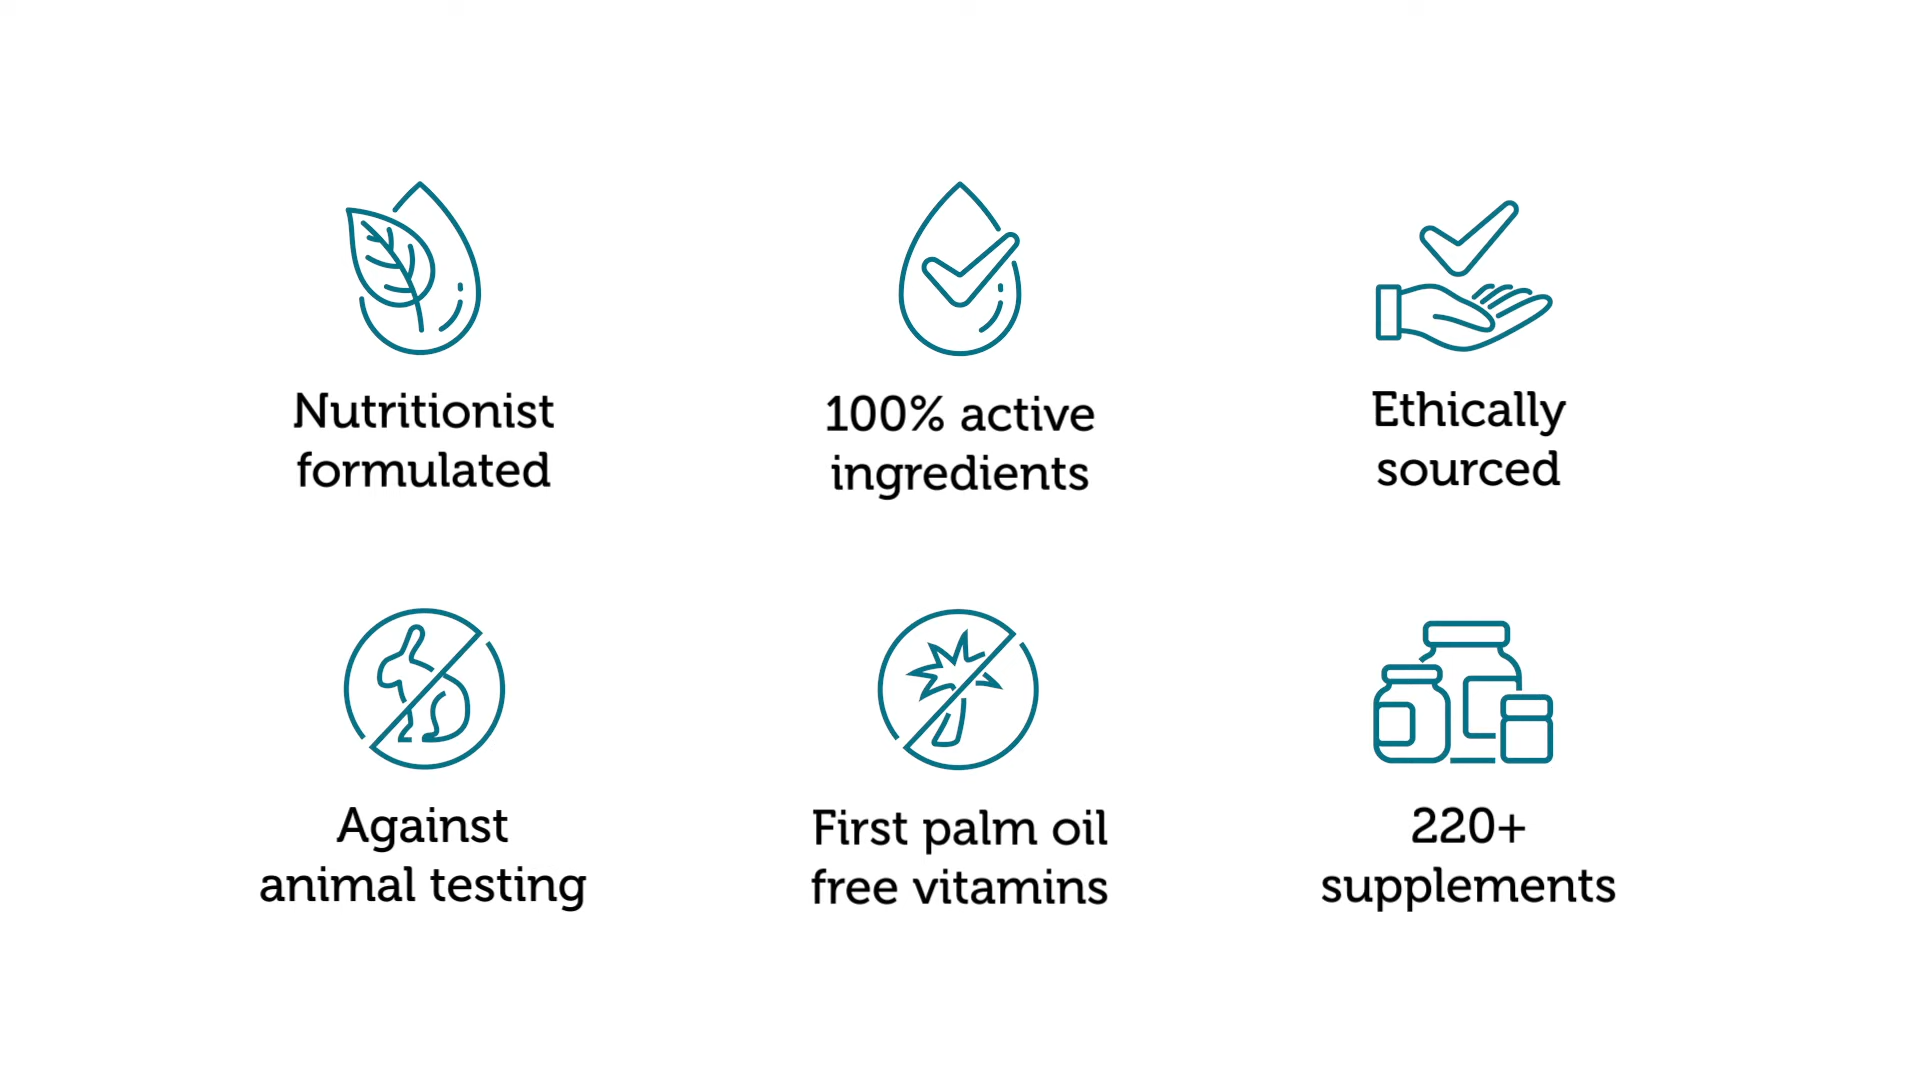 Nutritionist
formulated
100% active
ingredients
Ethically
sourced
Against
animal testing
First palm oil
free vitamins
220+
supplements